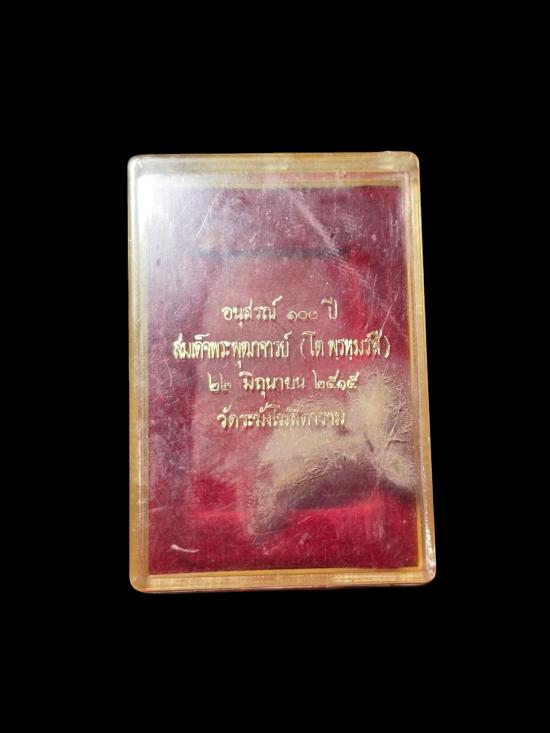 อนุสรณ์ ๑๐๐ ปี
สมเด็จพระพุฒาจารย์ (โต พฺรหฺมรํสี)
๒๒ มิถุนายน ๒๕๑๕
วัดระฆังโฆสิตาราม